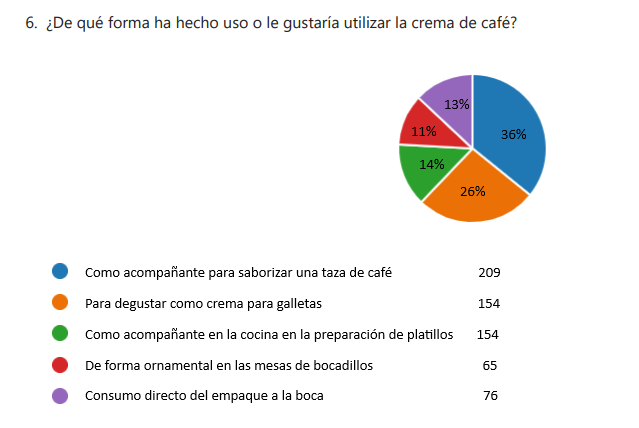 6. ¿De qué forma ha hecho uso o le gustaría utilizar la crema de café?
13%
11%
36%
14%
26%
Como acompañante para saborizar una taza de café 209
Para degustar como crema para galletas 154
Como acompañante en la cocina en la preparación de platillos 154
De forma ornamental en las mesas de bocadillos 65
Consumo directo del empaque a la boca 76